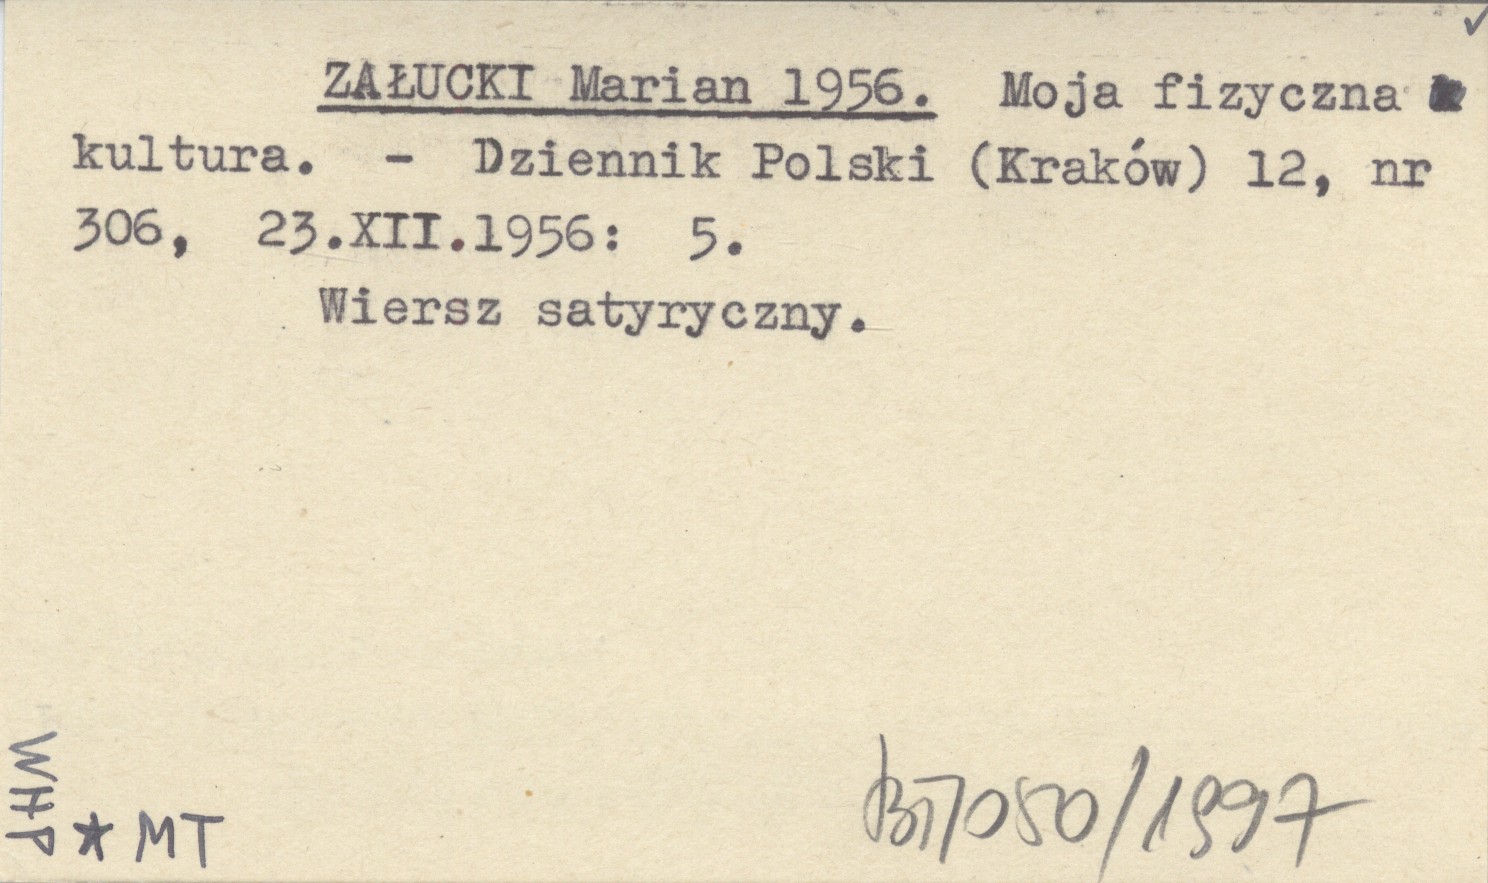 ZAŁUCKI Marian 1956. Moja fizyczna
kultura. - Dziennik Polski (Kraków) 12, nr
306, 23.XII.1956: 5.
Wiersz satyryczny.
WHP
* MT
050/1997